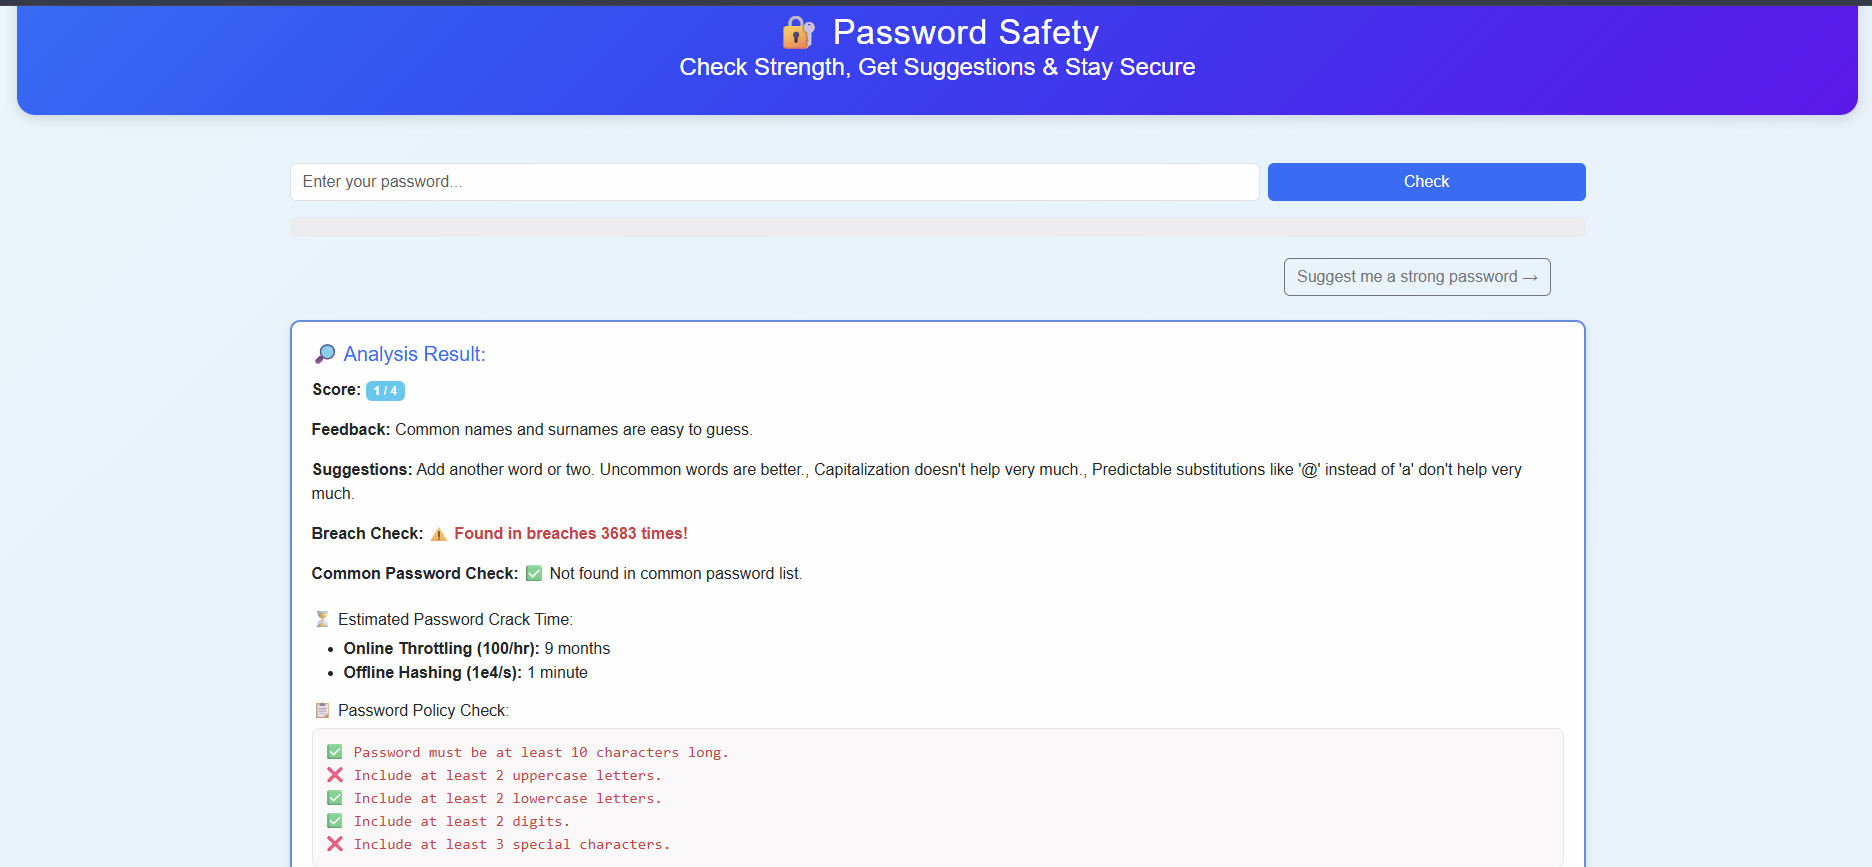 🔐 Password Safety
Check Strength, Get Suggestions & Stay Secure
Enter your password...
Check
Suggest me a strong password →
🔎 Analysis Result:
Score: 1 / 4
Feedback: Common names and surnames are easy to guess.
Suggestions: Add another word or two. Uncommon words are better., Capitalization doesn't help very much., Predictable substitutions like '@' instead of 'a' don't help very
much.
Breach Check: ⚠️ Found in breaches 3683 times!
Common Password Check: ✅ Not found in common password list.
⏳ Estimated Password Crack Time:
• Online Throttling (100/hr): 9 months
• Offline Hashing (1e4/s): 1 minute
📋 Password Policy Check:
✅ Password must be at least 10 characters long.
❌ Include at least 2 uppercase letters.
✅ Include at least 2 lowercase letters.
✅ Include at least 2 digits.
❌ Include at least 3 special characters.